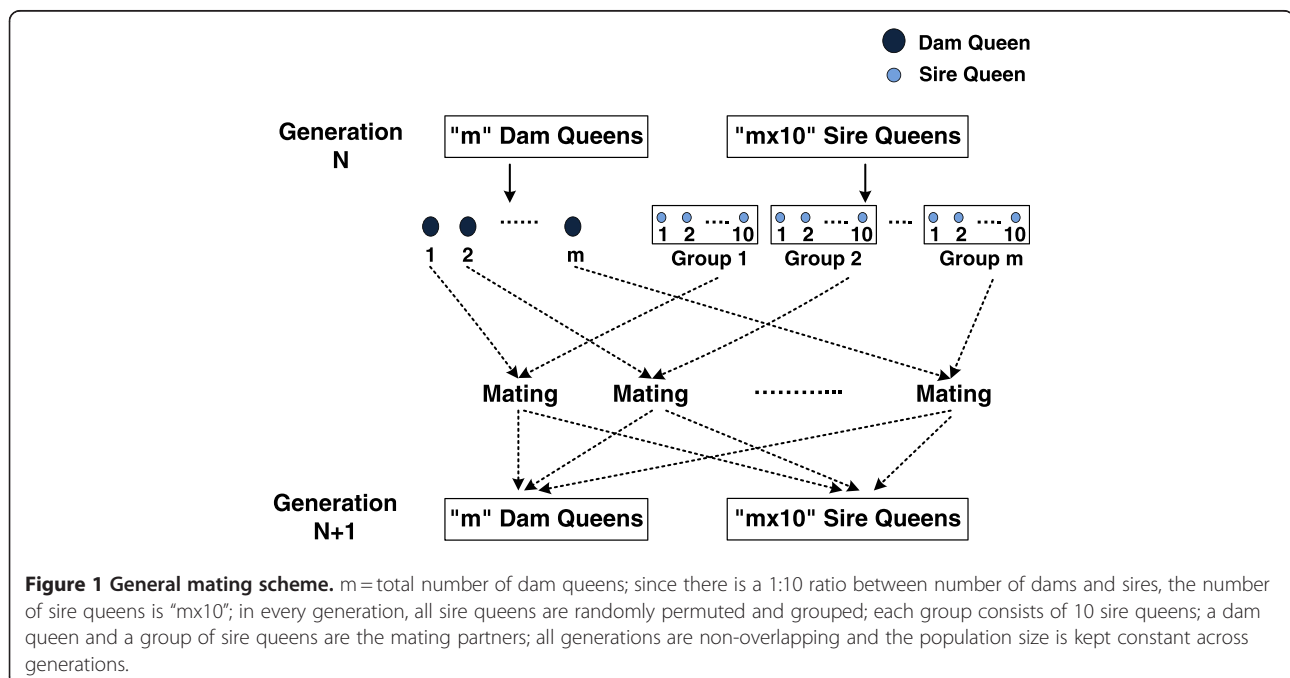 Dam Queen
Sire Queen
Generation
N
"m" Dam Queens
"mx10" Sire Queens
1 2 ...... m
1 2 .... 10 1 2 .... 10 .... 1 2 .... 10
Group 1 Group 2 Group m
Mating Mating ............ Mating
Generation
N+1
"m" Dam Queens
"mx10" Sire Queens
Figure 1 General mating scheme. m = total number of dam queens; since there is a 1:10 ratio between number of dams and sires, the number
of sire queens is “mx10”; in every generation, all sire queens are randomly permuted and grouped; each group consists of 10 sire queens; a dam
queen and a group of sire queens are the mating partners; all generations are non-overlapping and the population size is kept constant across
generations.